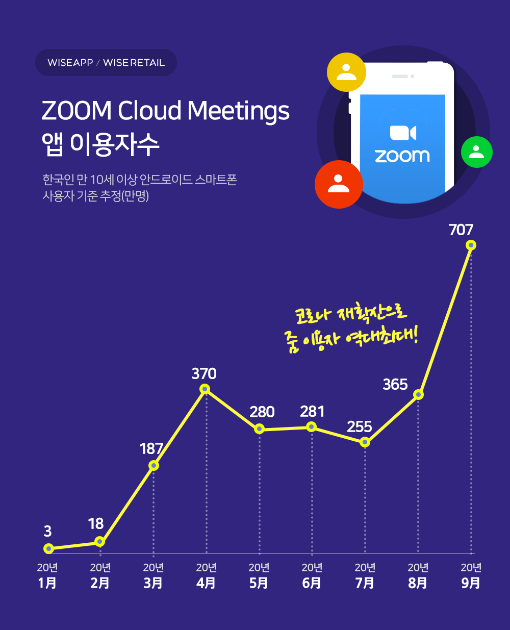 WISEAPP / WISERETAIL
ZOOM Cloud Meetings
앱 이용자수
한국인 만 10세 이상 안드로이드 스마트폰
사용자 기준 추정(만명)
zoom
707
코로나 재확산으로
줌 이용자 역대최대!
370
365
280
281
255
187
18
3
20년 20년 20년 20년 20년 20년 20년 20년 20년
1월 2월 3월 4월 5월 6월 7월 8월 9월